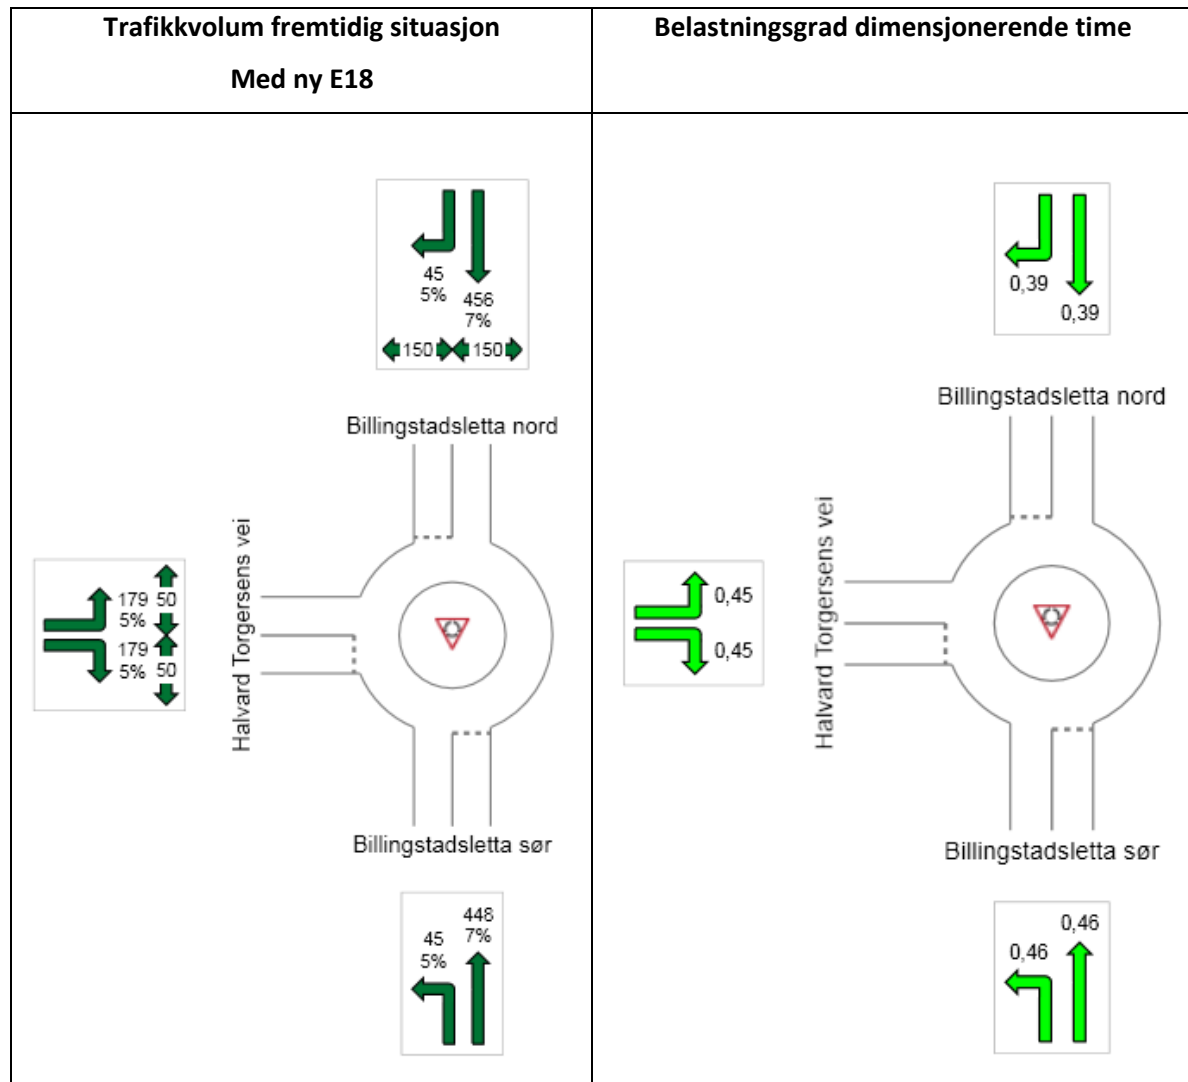 Trafikkvolum fremtidig situasjon
Med ny E18
Belastningsgrad dimensjonerende time
45
5%
456
7%
150
150
Billingstadsletta nord
Halvard Torgersens vei
179
50
5%
179
5%
50
Billingstadsletta sør
448
7%
45
5%
0,39
0,39
Billingstadsletta nord
Halvard Torgersens vei
0,45
0,45
Billingstadsletta sør
0,46
0,46